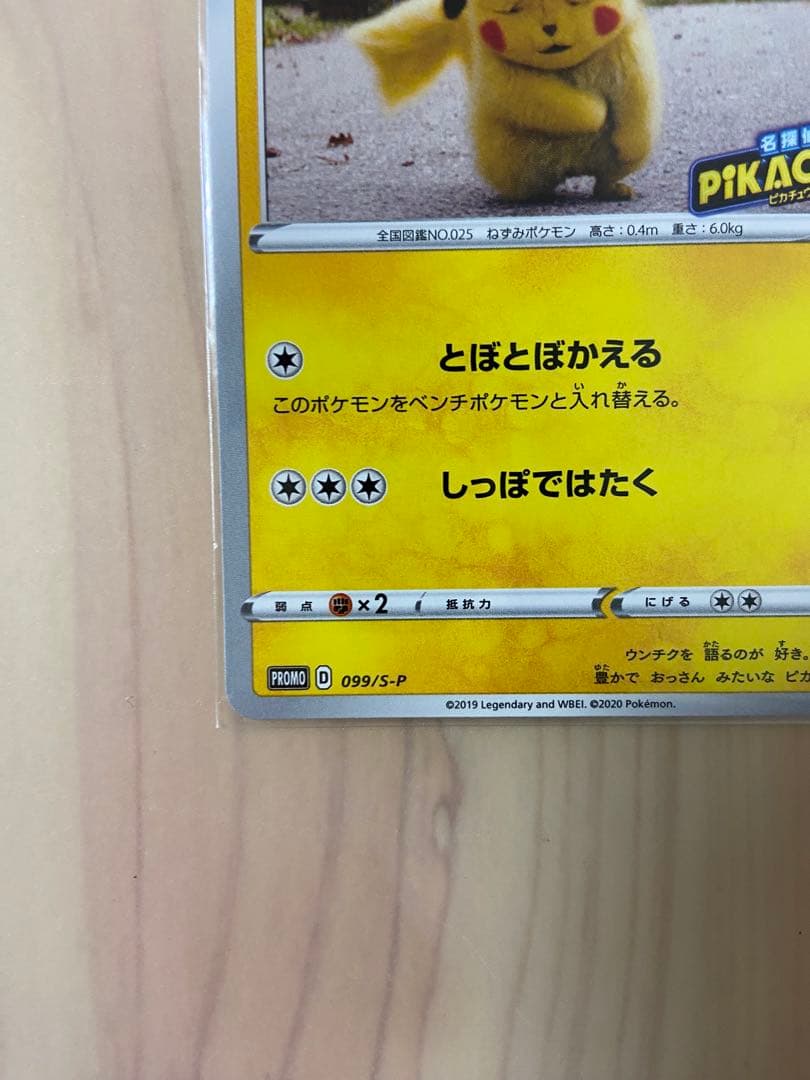 名探
PiKAC
ピカチュウ
全国図鑑NO.025 ねずみポケモン 高さ:0.4m 重さ:6.0kg
とぼとぼかえる
このポケモンをベンチポケモンと入れ替える。
しっぽではたく
弱点 ×2 抵抗力 にげる
ウンチクを 語るのが 好き。
PROMO D 099/S-P
豊かで おっさん みたいな ピカ
©2019 Legendary and WBEI. ©2020 Pokémon.